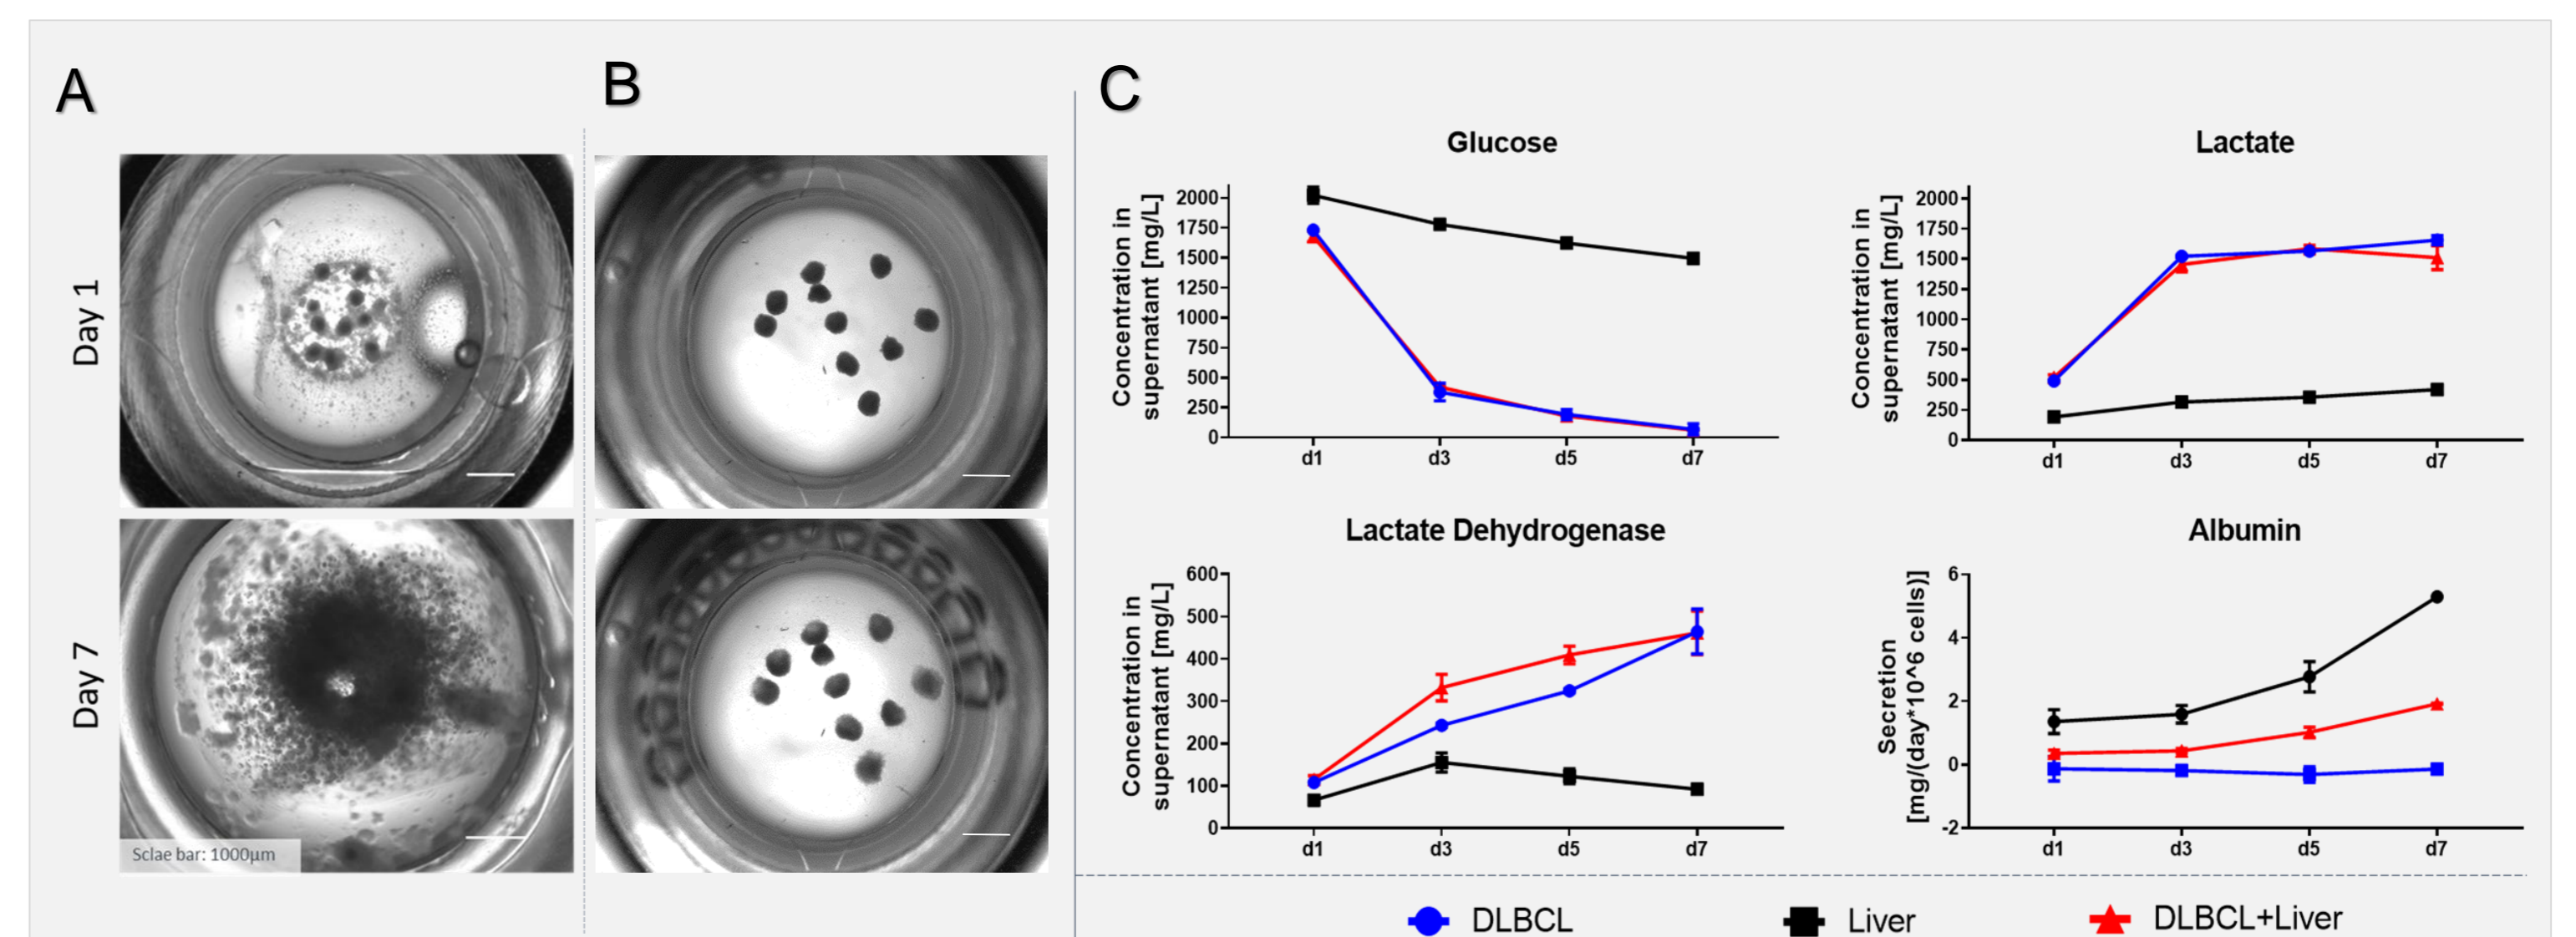 A
B
C
Day 1
Day 7
Sclae bar: 1000μm
Glucose
Concentration in
supernatant [mg/L]
2000
1750
1500
1250
1000
750
500
250
0
d1 d3 d5 d7
Lactate
Concentration in
supernatant [mg/L]
2000
1750
1500
1250
1000
750
500
250
0
d1 d3 d5 d7
Lactate Dehydrogenase
Concentration in
supernatant [mg/L]
600
500
400
300
200
100
0
d1 d3 d5 d7
Albumin
Secretion
[mg/(day*10^6 cells)]
6
4
2
0
-2
d1 d3 d5 d7
DLBCL Liver DLBCL+Liver